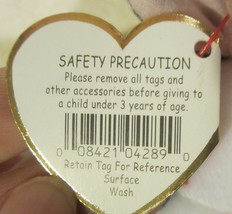 SAFETY PRECAUTION
Please remove all tags and
other accessories before giving to
a child under 3 years of age.
0 08421 04289 0
Retain Tag For Reference
Surface
Wash